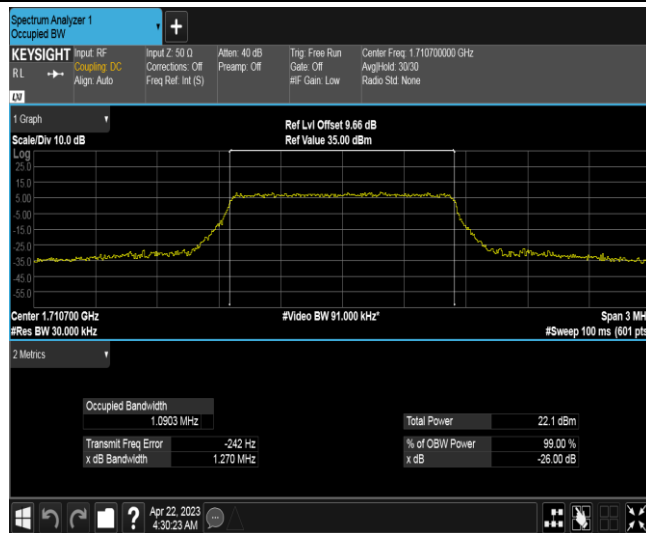 Spectrum Analyzer 1
Occupied BW
+
KEYSIGHT
RL
Input: RF
Coupling: DC
Align: Auto
Input Z: 50 Ω
Corrections: Off
Freq Ref: Int (S)
Atten: 40 dB
Preamp: Off
Trig: Free Run
Gate: Off
#IF Gain: Low
Center Freq: 1.710700000 GHz
Avg|Hold: 30/30
Radio Std: None
1 Graph
Scale/Div 10.0 dB
Ref Lvl Offset 9.66 dB
Ref Value 35.00 dBm
Log
25.0
15.0
5.00
-5.00
-15.0
-25.0
-35.0
-45.0
-55.0
Center 1.710700 GHz
#Res BW 30.000 kHz
#Video BW 91.000 kHz*
Span 3 MH
#Sweep 100 ms (601 pts
2 Metrics
Occupied Bandwidth
1.0903 MHz
Transmit Freq Error -242 Hz
x dB Bandwidth 1.270 MHz
Total Power 22.1 dBm
% of OBW Power 99.00 %
x dB -26.00 dB
?
Apr 22, 2023
4:30:23 AM